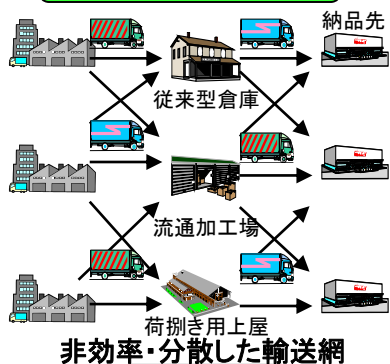 納品先
従来型倉庫
流通加工場
荷捌き用上屋
非効率・分散した輸送網